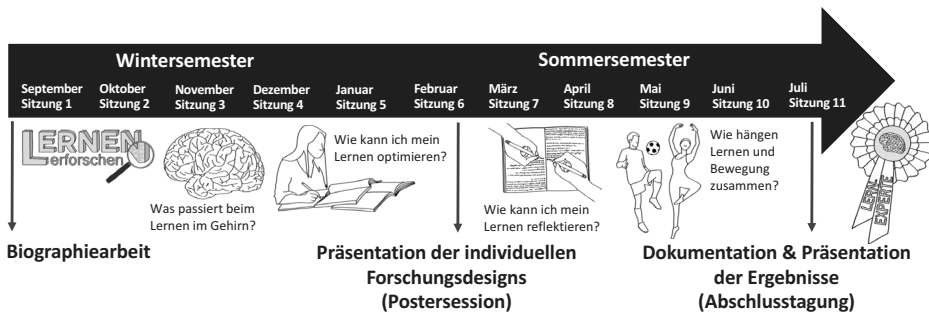 Wintersemester
Sommersemester
September
Sitzung 1
Oktober
Sitzung 2
November
Sitzung 3
Dezember
Sitzung 4
Januar
Sitzung 5
Februar
Sitzung 6
März
Sitzung 7
April
Sitzung 8
Mai
Sitzung 9
Juni
Sitzung 10
Juli
Sitzung 11
LERNEN
erforschen
Was passiert beim
Lernen im Gehirn?
Wie kann ich mein
Lernen optimieren?
Wie kann ich mein
Lernen reflektieren?
Wie hängen
Lernen und
Bewegung
zusammen?
LERN
EXPERTE
Biographiearbeit
Präsentation der individuellen
Forschungsdesigns
(Postersession)
Dokumentation & Präsentation
der Ergebnisse
(Abschlusstagung)